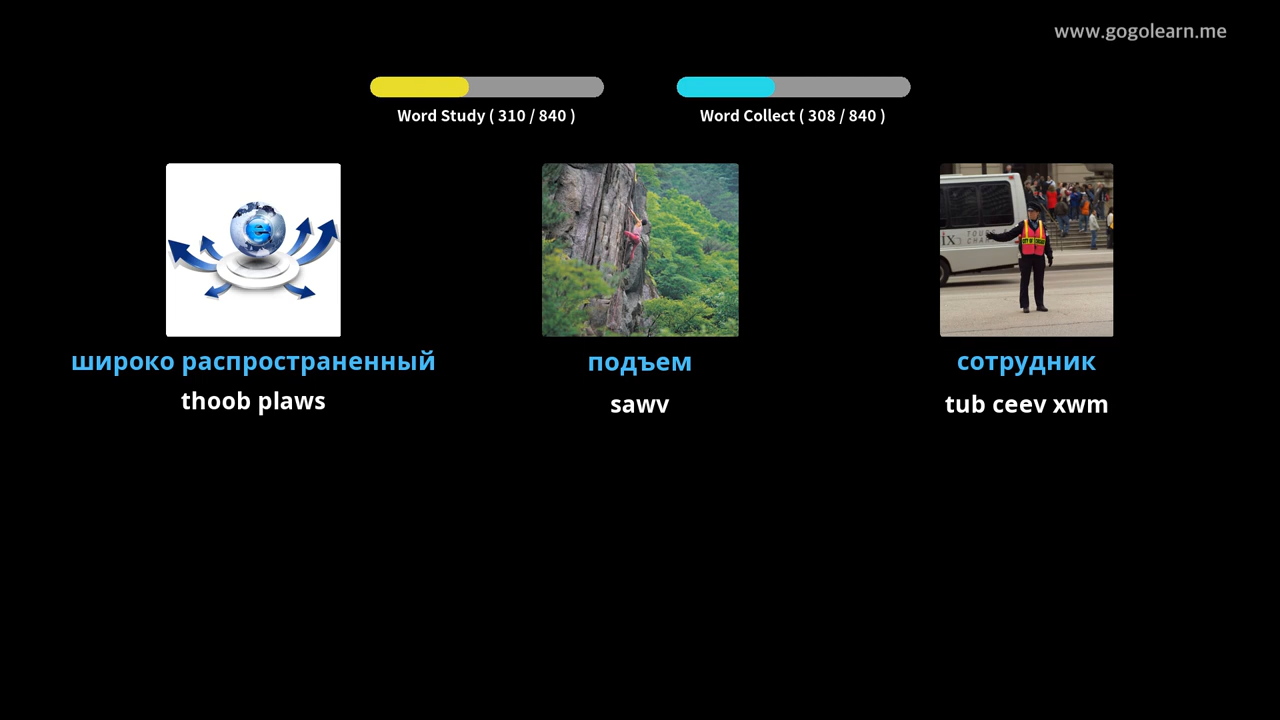 www.gogolearn.me
Word Study ( 310 / 840 )
Word Collect ( 308 / 840 )
широко распространенный
подъем
сотрудник
thoob plaws
sawv
tub ceev xwm